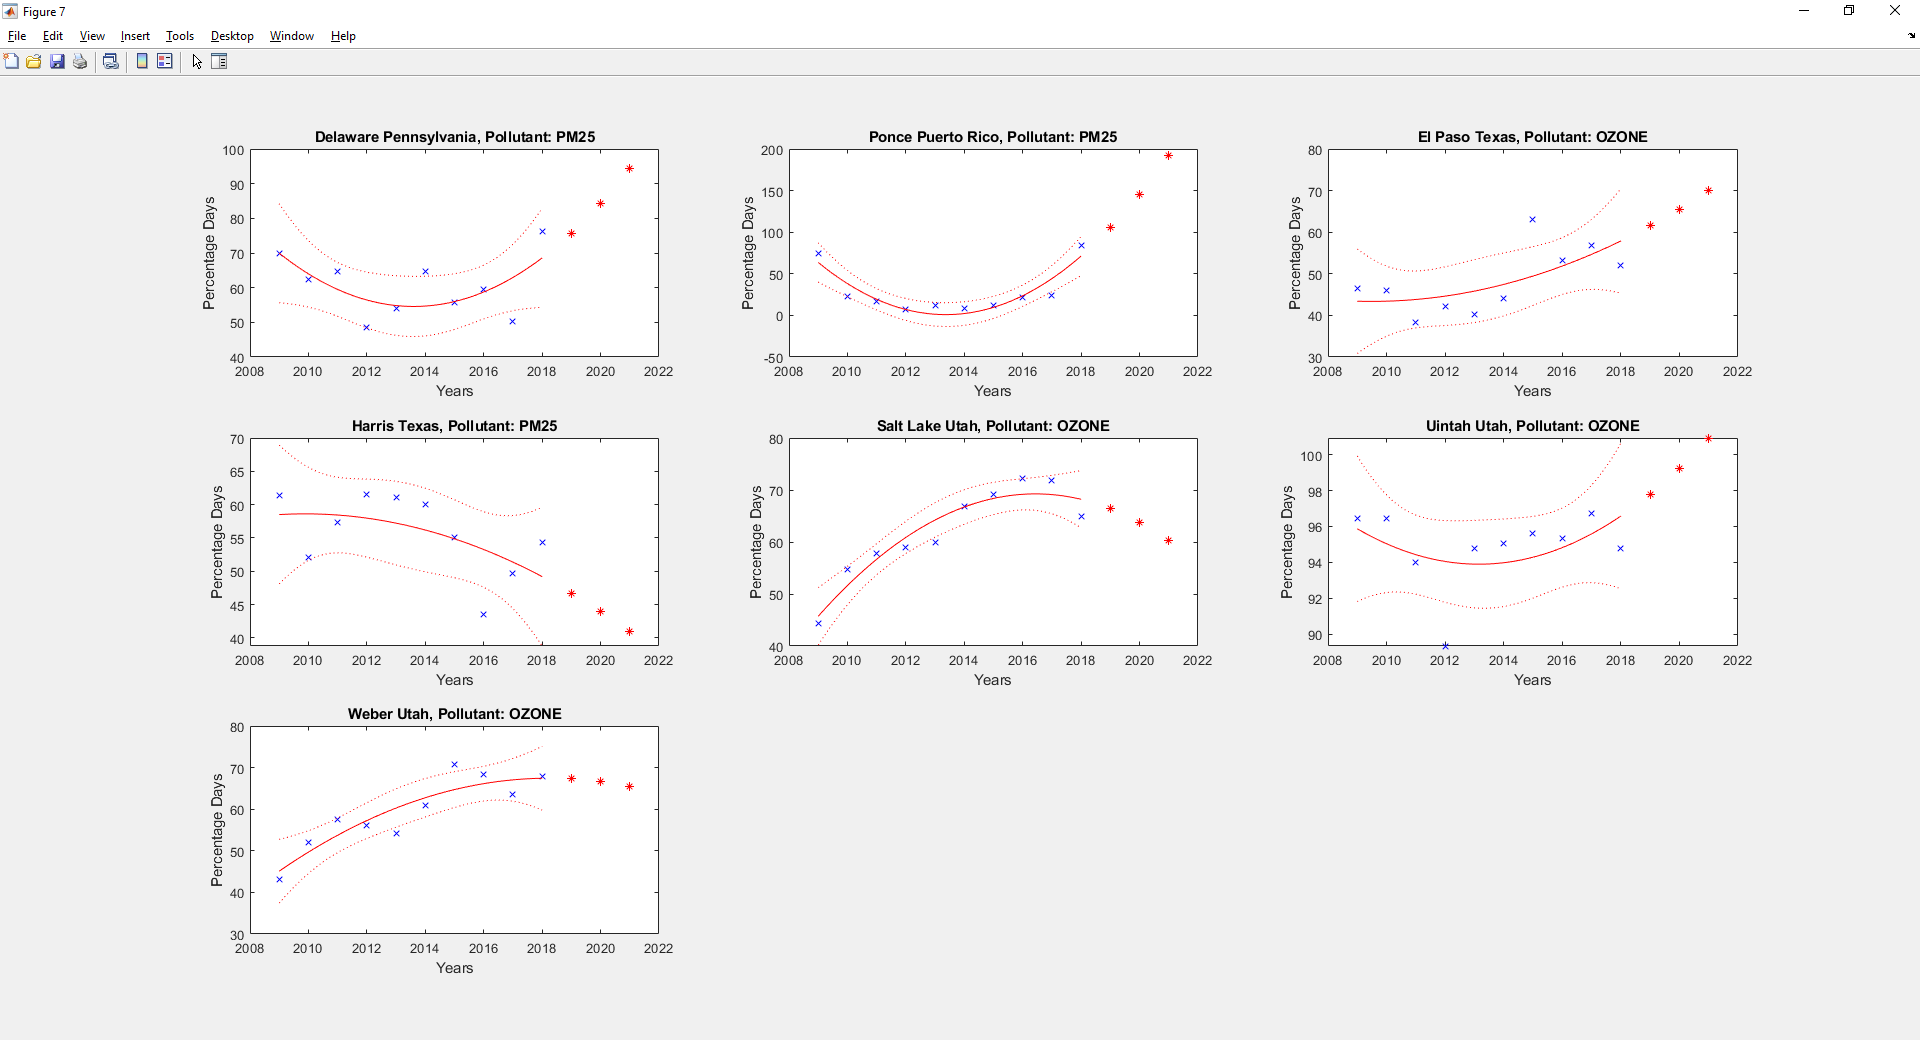 Figure 7
File Edit View Insert Tools Desktop Window Help
Delaware Pennsylvania, Pollutant: PM25
Percentage Days
100
90
80
70
60
50
40
2008 2010 2012 2014 2016 2018 2020 2022
Years
Ponce Puerto Rico, Pollutant: PM25
Percentage Days
200
150
100
50
0
-50
2008 2010 2012 2014 2016 2018 2020 2022
Years
El Paso Texas, Pollutant: OZONE
Percentage Days
80
70
60
50
40
30
2008 2010 2012 2014 2016 2018 2020 2022
Years
Harris Texas, Pollutant: PM25
Percentage Days
70
65
60
55
50
45
40
2008 2010 2012 2014 2016 2018 2020 2022
Years
Salt Lake Utah, Pollutant: OZONE
Percentage Days
80
70
60
50
40
2008 2010 2012 2014 2016 2018 2020 2022
Years
Uintah Utah, Pollutant: OZONE
Percentage Days
100
98
96
94
92
90
2008 2010 2012 2014 2016 2018 2020 2022
Years
Weber Utah, Pollutant: OZONE
Percentage Days
80
70
60
50
40
30
2008 2010 2012 2014 2016 2018 2020 2022
Years